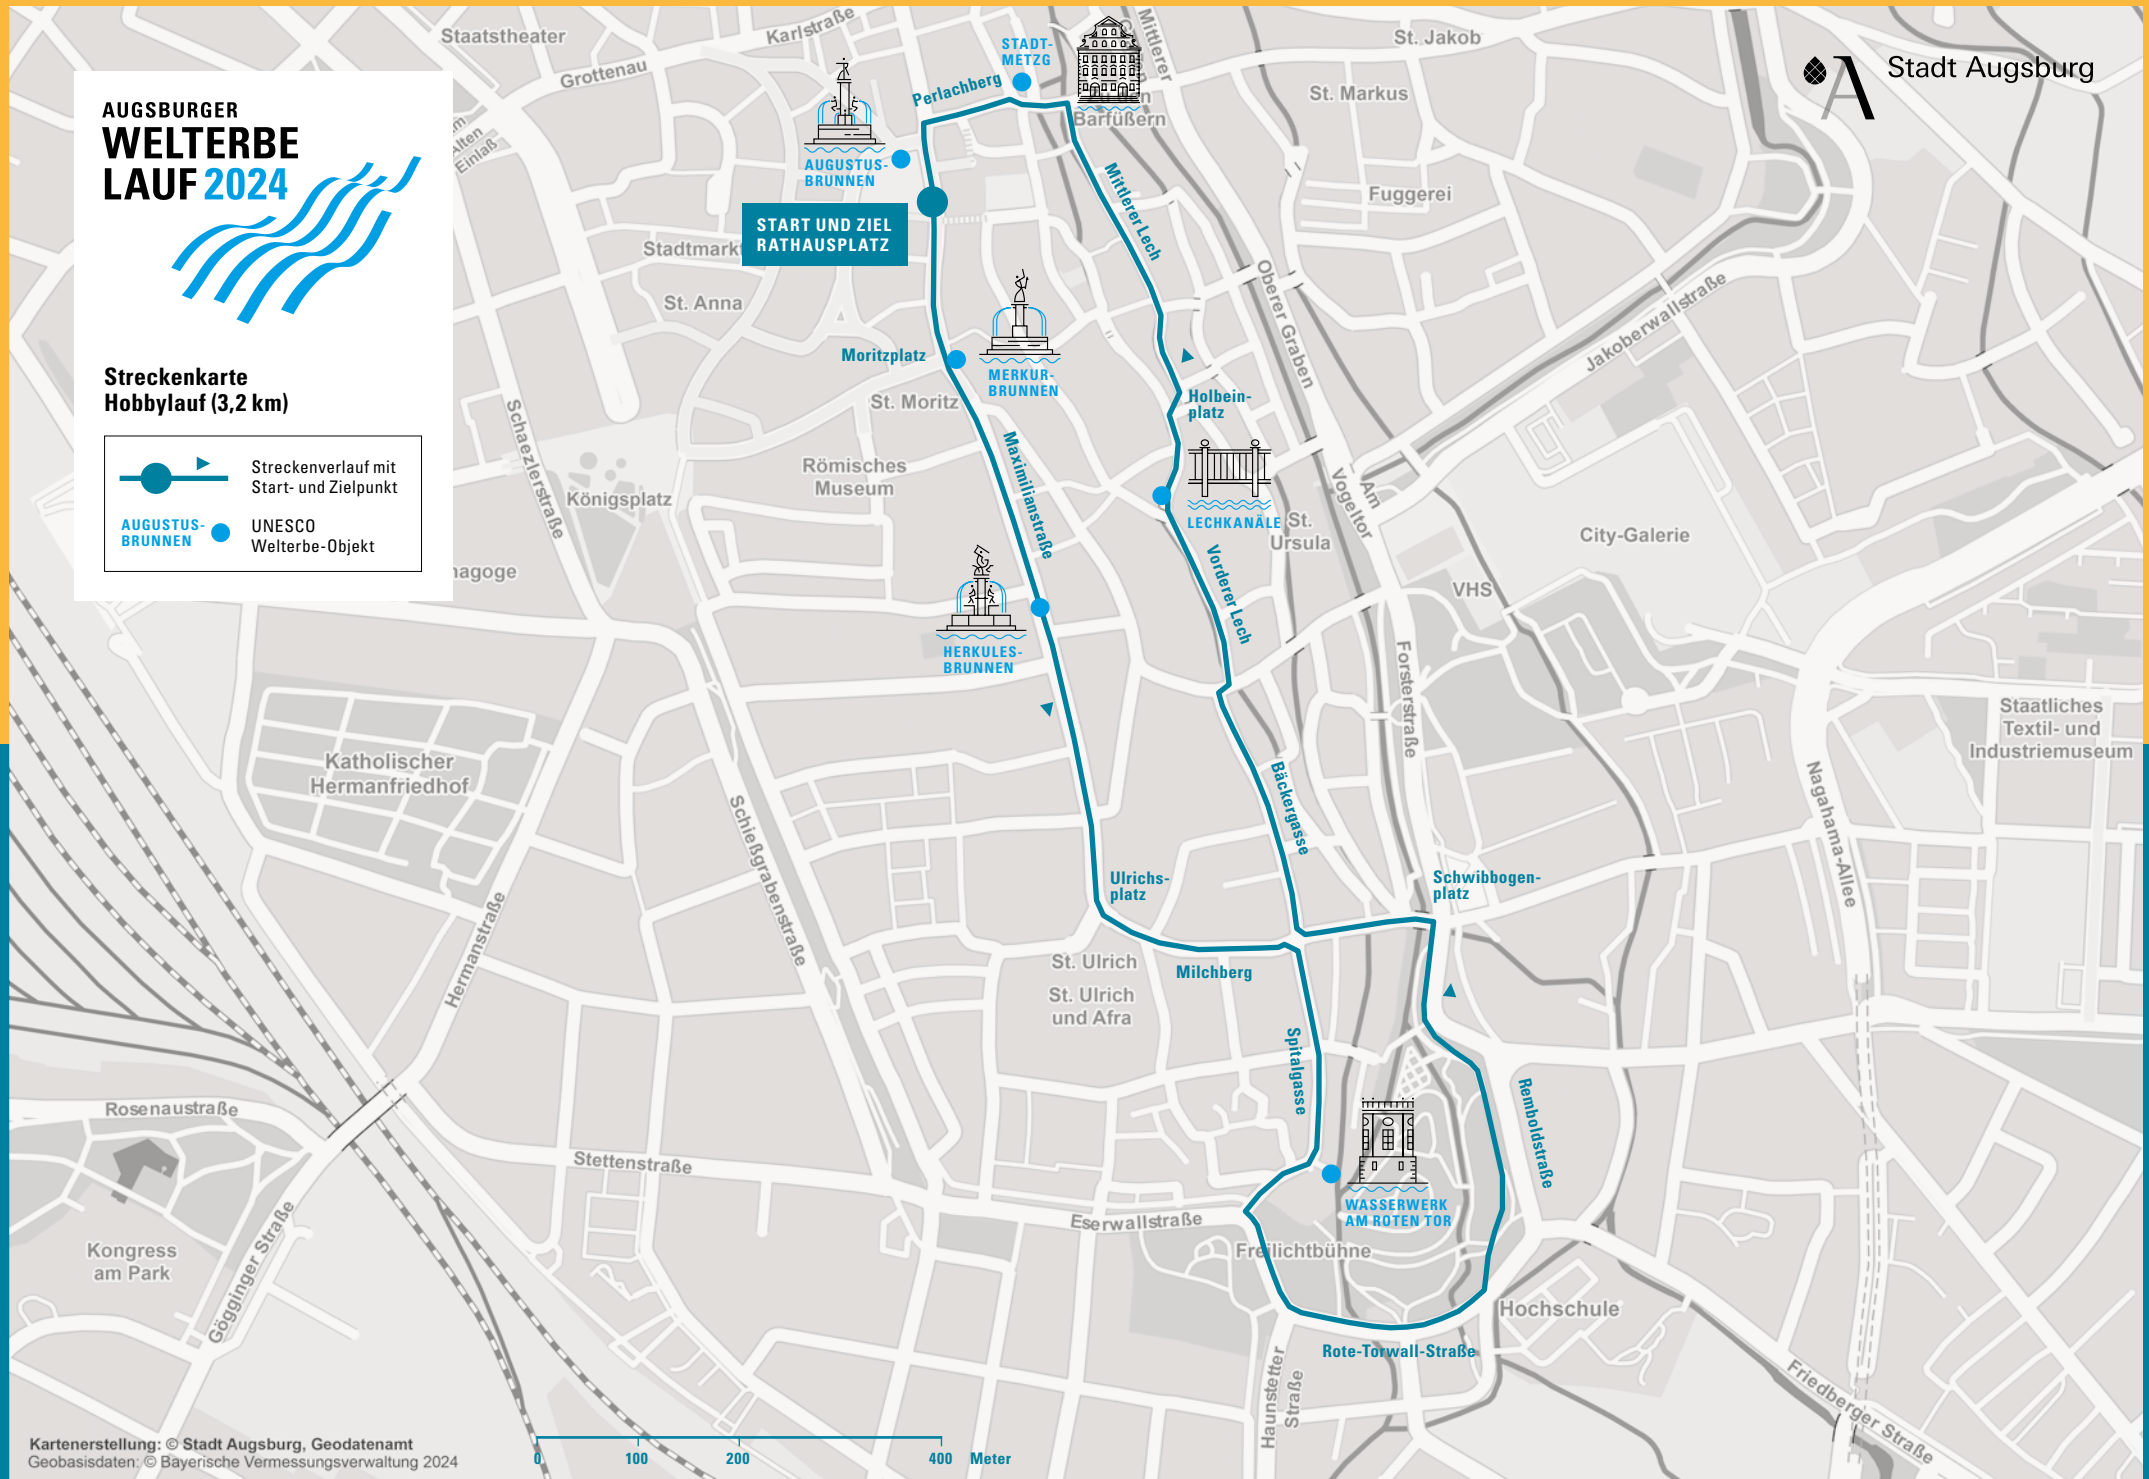 AUGSBURGER
WELTERBE
LAUF 2024
Streckenkarte
Hobbylauf (3,2 km)
Streckenverlauf mit
Start- und Zielpunkt
AUGUSTUS-
BRUNNEN
UNESCO
Welterbe-Objekt
Stadt Augsburg
Staatstheater
Karlstraße
Grottenau
Mittlerer
STADT-
METZG
Perlachberg
Barfüßern
St. Jakob
St. Markus
Alten
Einlaß
AUGUSTUS-
BRUNNEN
Mittlerer Lech
Fuggerei
START UND ZIEL
RATHAUSPLATZ
Stadtmarkt
St. Anna
Oberer Graben
Jakoberwallstraße
Moritzplatz
MERKUR-
BRUNNEN
St. Moritz
Holbein-
platz
Schaezlerstraße
Königsplatz
Römisches
Museum
Maximilianstraße
LECHKANÄLE
St.
Ursula
Am
Vogeltor
City-Galerie
VHS
nagoge
Vorderer Lech
HERKULES-
BRUNNEN
Forsterstraße
Staatliches
Textil- und
Industriemuseum
Katholischer
Hermanfriedhof
Bäckergasse
Schießgrabenstraße
Nagahama-Allee
Ulrichs-
platz
Schwibbogen-
platz
Hermanstraße
St. Ulrich
Milchberg
St. Ulrich
und Afra
Spitalgasse
Remboldstraße
Rosenaustraße
Stettenstraße
Eserwallstraße
WASSERWERK
AM ROTEN TOR
Freilichtbühne
Kongress
am Park
Gögginger Straße
Hochschule
Rote-Torwall-Straße
Haunstetter
Straße
Friedberger Straße
Kartenerstellung: © Stadt Augsburg, Geodatenamt
Geobasisdaten: © Bayerische Vermessungsverwaltung 2024
0 100 200 400 Meter